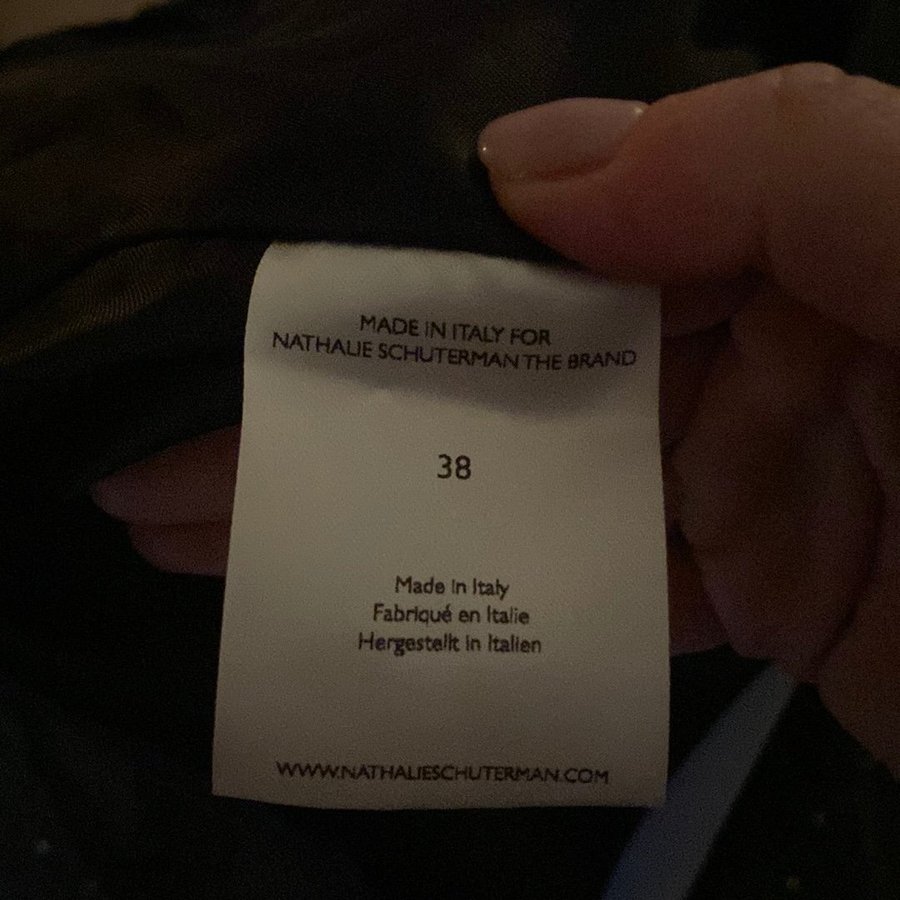 MADE IN ITALY FOR
NATHALIE SCHUTERMAN THE BRAND
38
Made in Italy
Fabriqué en Italie
Hergestellt in Italien
WWW.NATHALIESCHUTERMAN.COM